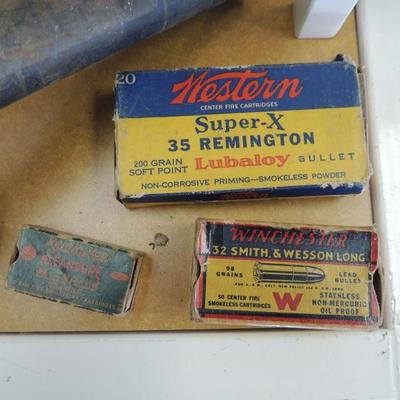 20
Western
CENTER FIRE CARTRIDGES
Super-X
35 REMINGTON
200 GRAIN
SOFT POINT
Lubaloy BULLET
NON-CORROSIVE PRIMING—SMOKELESS POWDER
WINCHESTER
.32 SMITH & WESSON LONG
98
GRAINS
LEAD
BULLET
50 CENTER FIRE
SMOKELESS CARTRIDGES
W
STAYNLESS
NON-MERCURIC
OIL PROOF